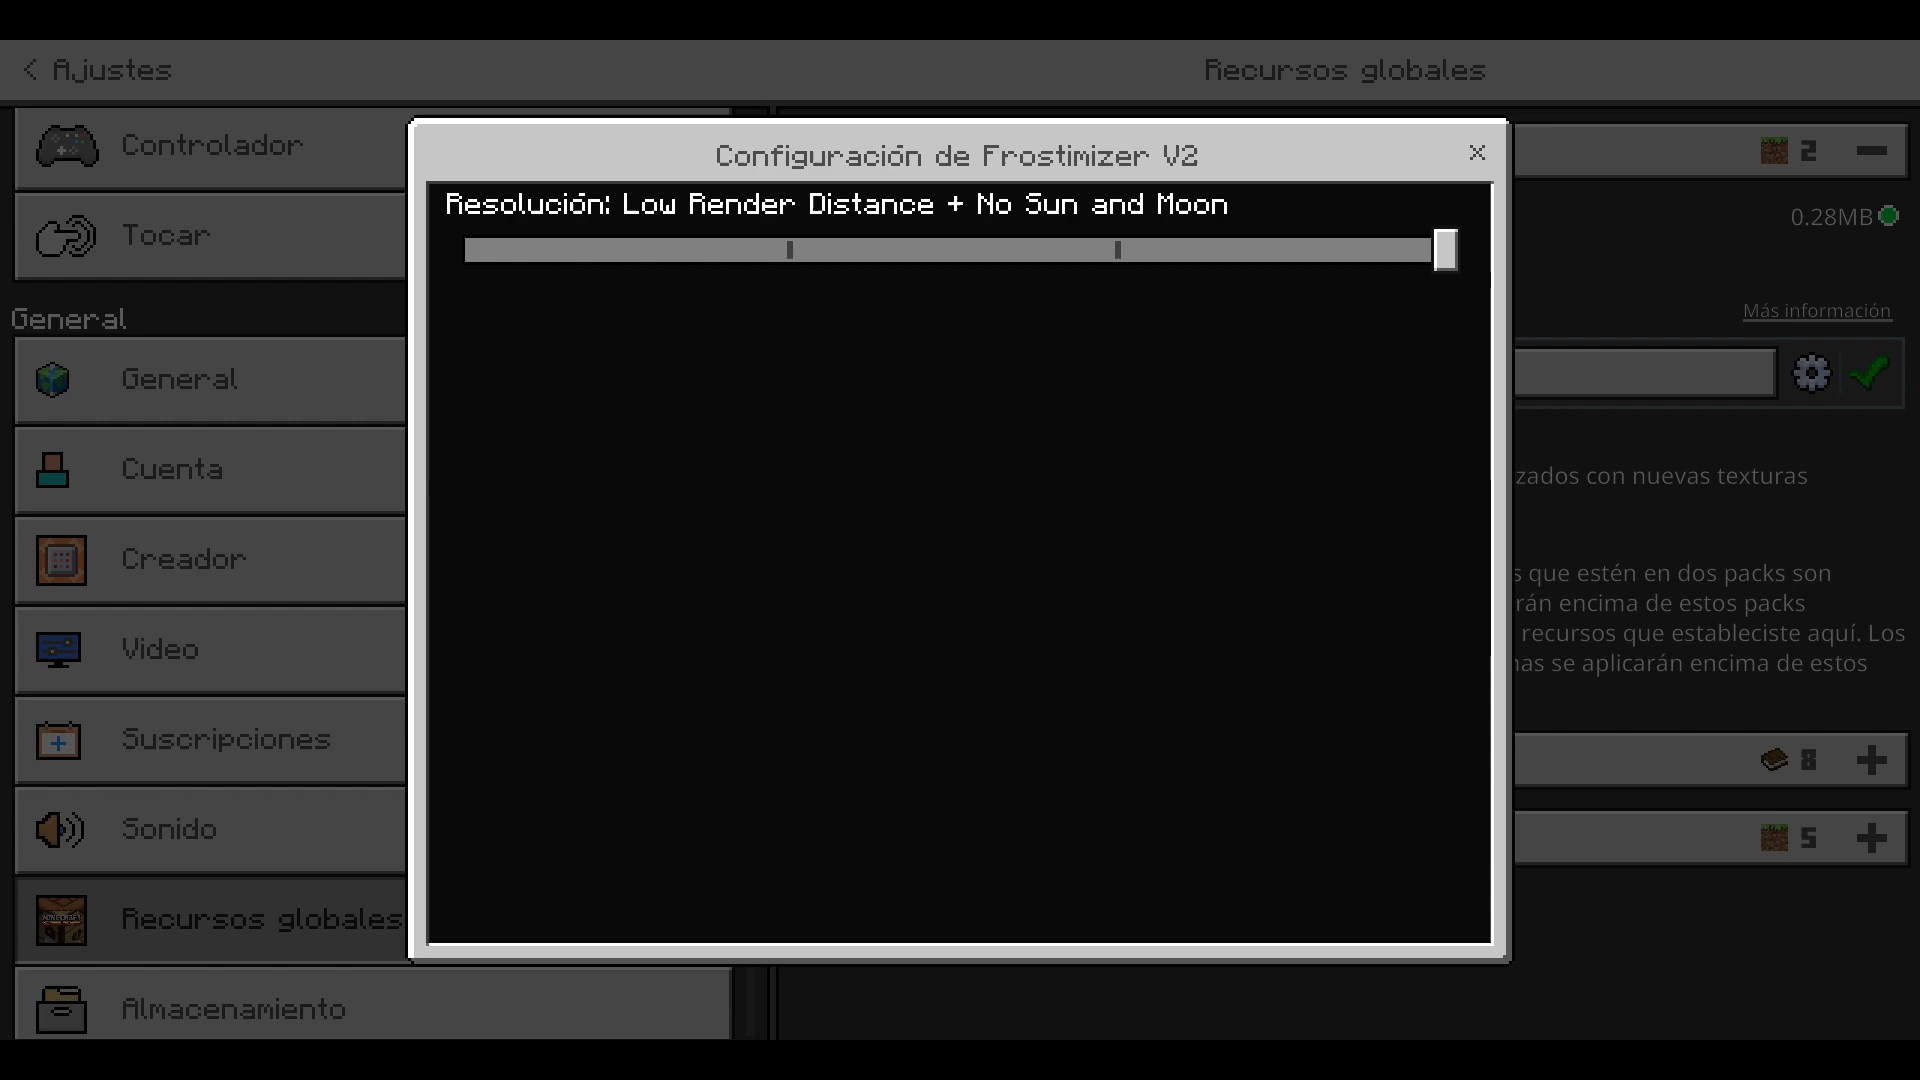 Ajustes
Recursos globales
Controlador
Tocar
General
General
Cuenta
Creador
Video
Suscripciones
Sonido
Recursos globales
Almacenamiento
Configuración de Frostimizer V2
Resolución: Low Render Distance + No Sun and Moon
2
0.28MB
Más información
zados con nuevas texturas
s que estén en dos packs son
rán encima de estos packs
recursos que estableciste aquí. Los
nas se aplicarán encima de estos
8
5